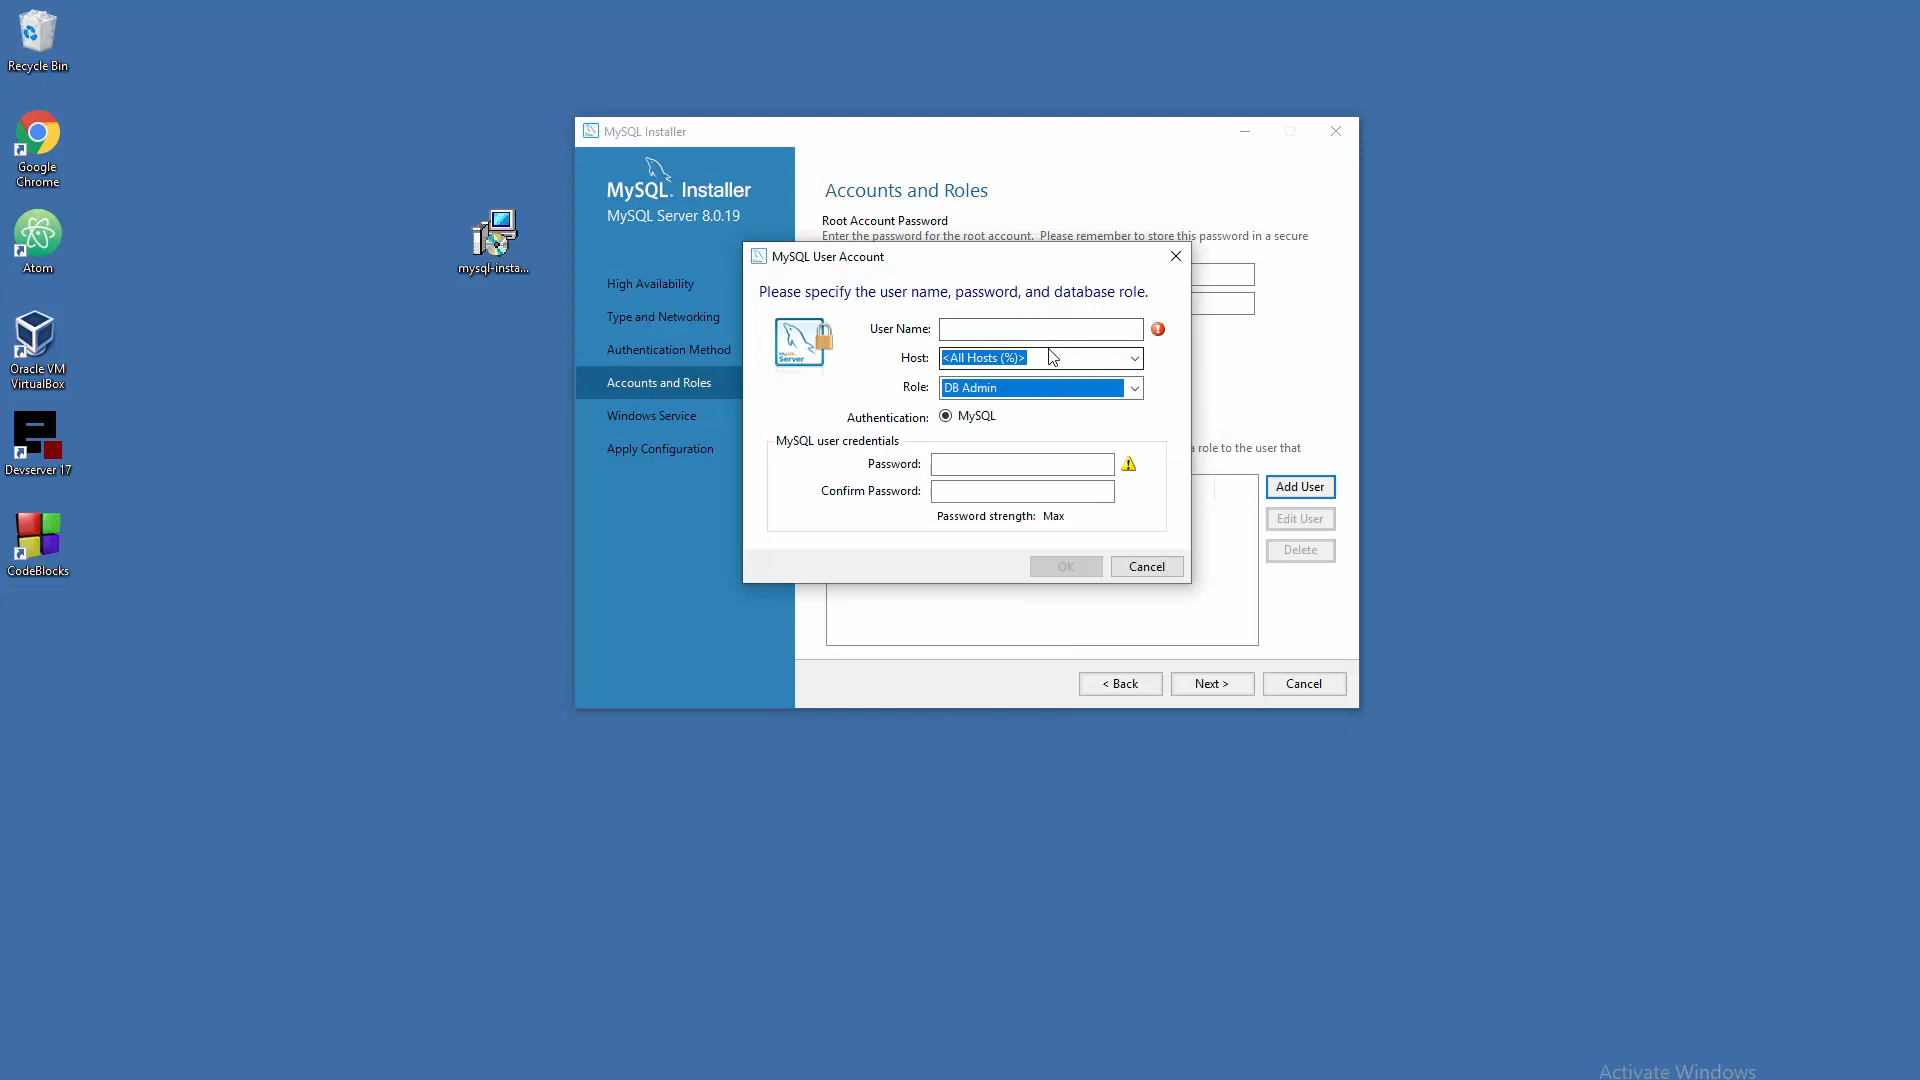 Recycle Bin
Google
Chrome
Atom
Oracle VM
VirtualBox
Devserver 17
CodeBlocks
mysql-insta...
MySQL Installer
MySQL. Installer
MySQL Server 8.0.19
High Availability
Type and Networking
Authentication Method
Accounts and Roles
Windows Service
Apply Configuration
Accounts and Roles
Root Account Password
Enter the password for the root account. Please remember to store this password in a secure
MySQL User Account
Please specify the user name, password, and database role.
MySQL
Server
User Name:
Host: <All Hosts (%)>
Role: DB Admin
Authentication: MySQL
MySQL user credentials
Password:
Confirm Password:
Password strength: Max
OK Cancel
a role to the user that
Add User
Edit User
Delete
< Back Next > Cancel
Activate Windows